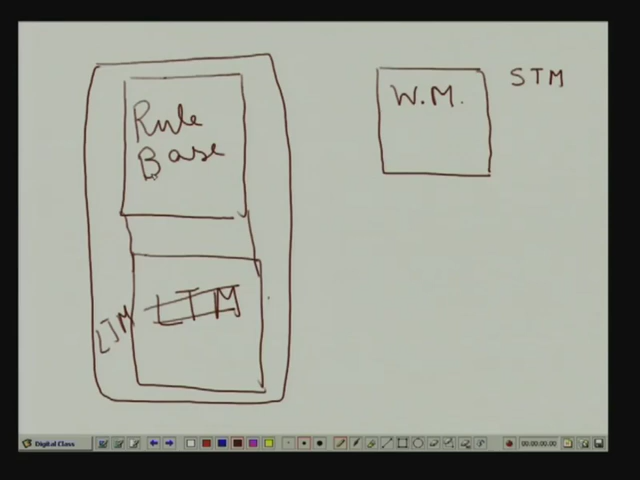 Rule
Base
LTM
LTM
W.M.
STM
Digital Class
00:00:00.00